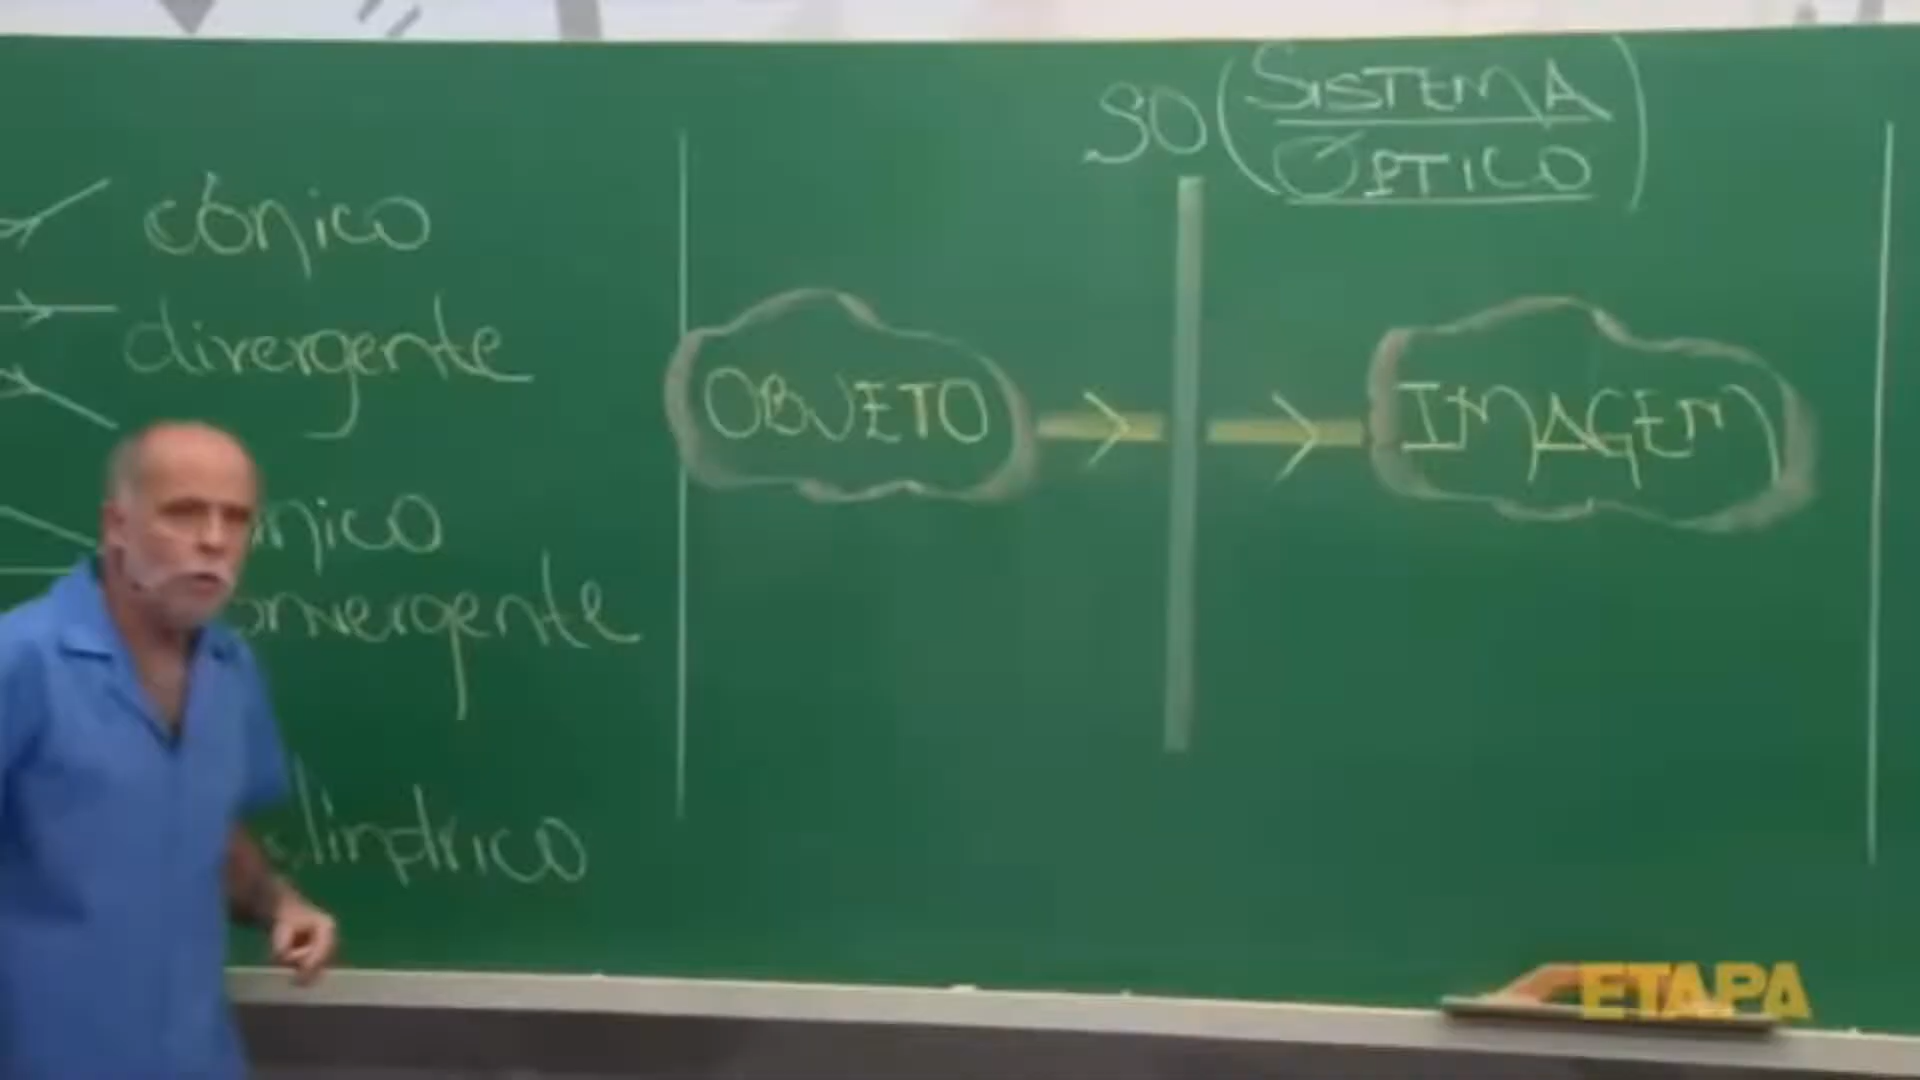 cônico
divergente
cônico
convergente
cilíndrico
SO (SISTEMA
ÓPTICO)
OBJETO
IMAGEM
ETAPA